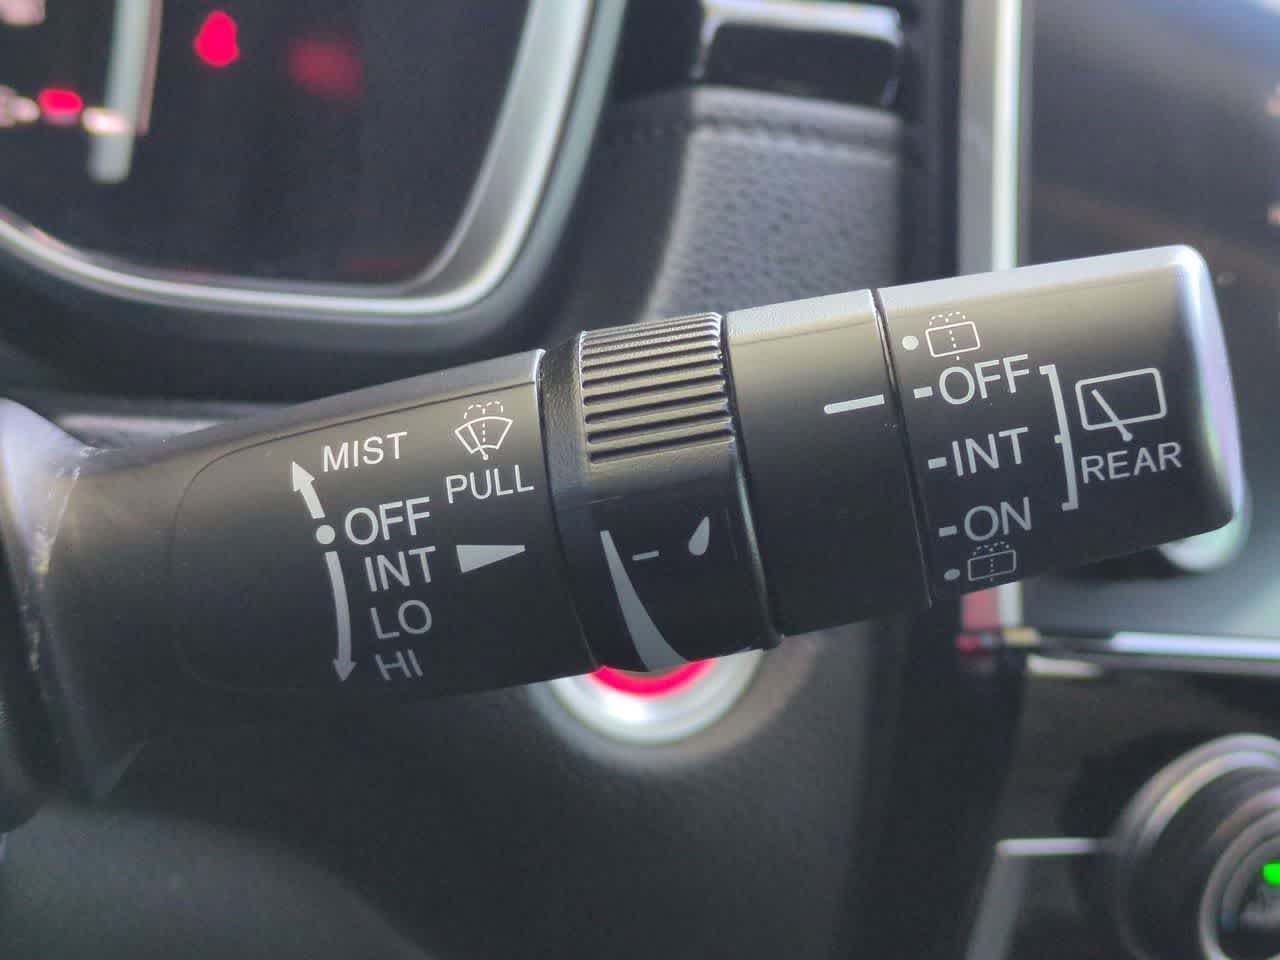 MIST
PULL
OFF
INT
LO
HI
OFF
INT
ON
REAR